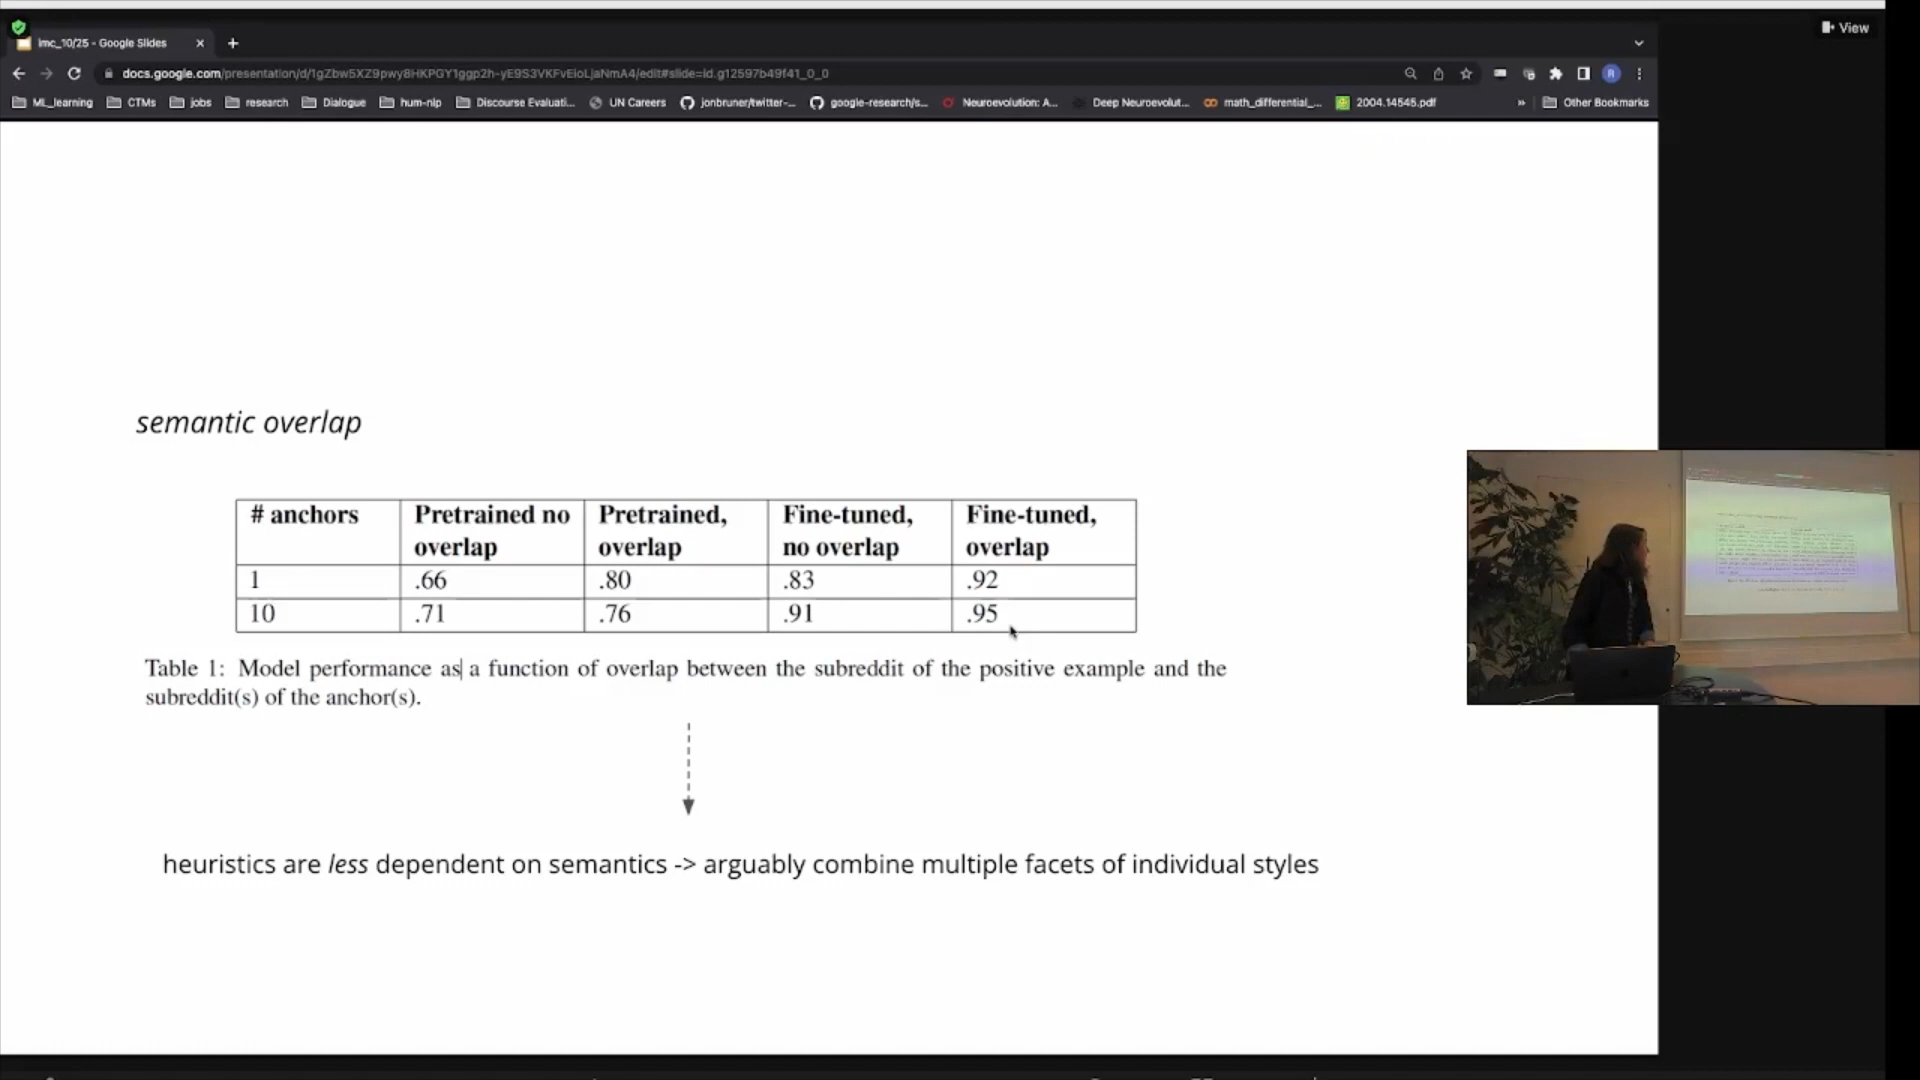 View
imc_10/25 - Google Slides
docs.google.com/presentation/d/1gZbw5XZ9pwy8HKPGY1ggp2h-yE9S3VKFvEioLjaNmA4/edit#slide=id.g12597b49f41_0_0
ML_learning CTMs jobs research Dialogue hum-nlp Discourse Evaluati... UN Careers jonbruner/twitter-... google-research/s... Neuroevolution: A... Deep Neuroevolut... math_differential_... 2004.14545.pdf » Other Bookmarks
semantic overlap
# anchors Pretrained no overlap Pretrained, overlap Fine-tuned, no overlap Fine-tuned, overlap
1 .66 .80 .83 .92
10 .71 .76 .91 .95
Table 1: Model performance as a function of overlap between the subreddit of the positive example and the
subreddit(s) of the anchor(s).
heuristics are less dependent on semantics -> arguably combine multiple facets of individual styles